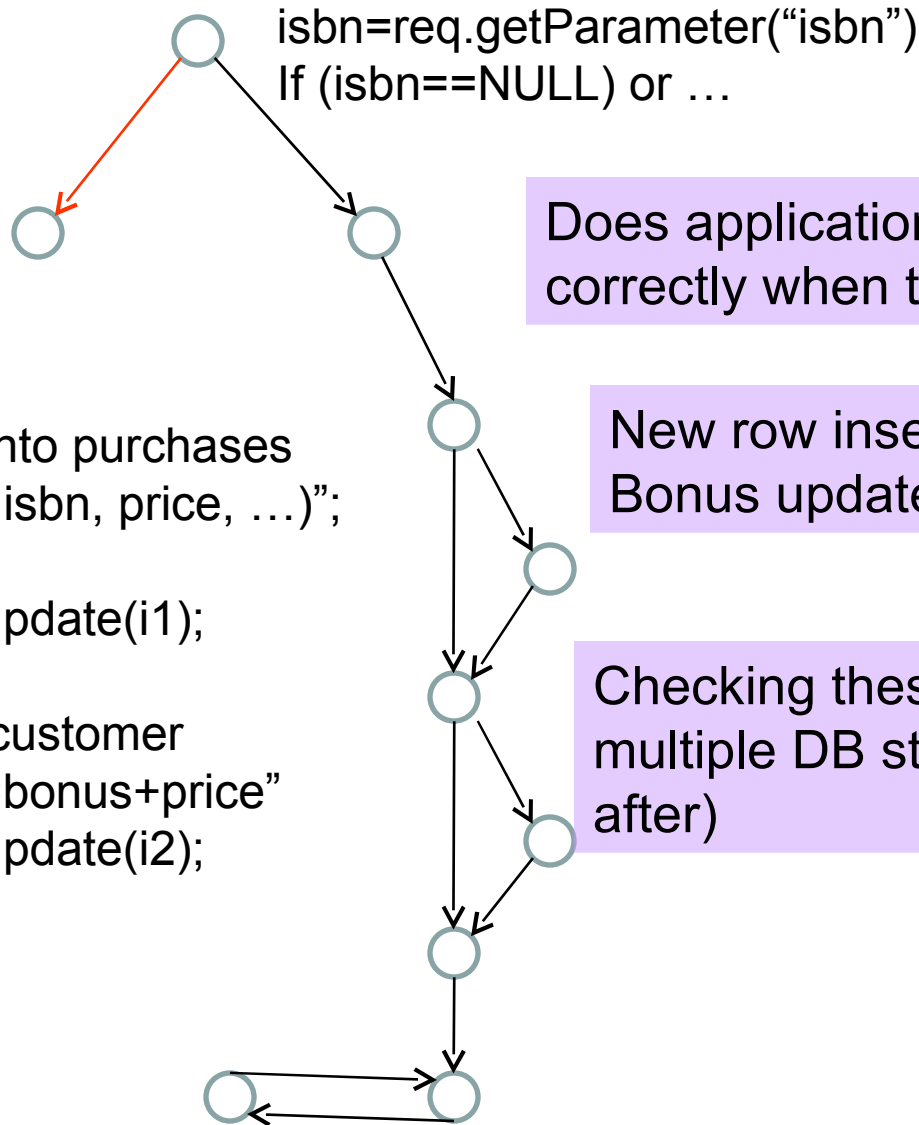 isbn=req.getParameter(“isbn”)
If (isbn==NULL) or …
Does application
correctly when t
nto purchases
isbn, price, …)”;
New row inse
Bonus update
pdate(i1);
customer
bonus+price”
pdate(i2);
Checking thes
multiple DB st
after)